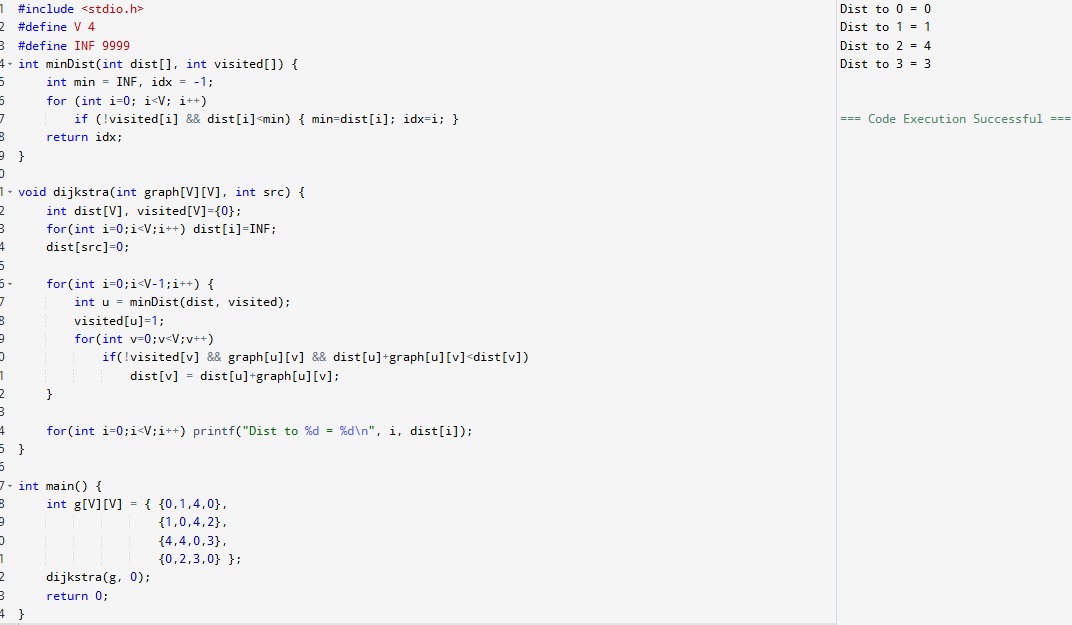 1 #include <stdio.h>
2 #define V 4
3 #define INF 9999
4 int minDist(int dist[], int visited[]) {
5     int min = INF, idx = -1;
6     for (int i=0; i<V; i++)
7         if (!visited[i] && dist[i]<min) { min=dist[i]; idx=i; }
8     return idx;
9 }
0
1 void dijkstra(int graph[V][V], int src) {
2     int dist[V], visited[V]={0};
3     for(int i=0;i<V;i++) dist[i]=INF;
4     dist[src]=0;
5
6     for(int i=0;i<V-1;i++) {
7         int u = minDist(dist, visited);
8         visited[u]=1;
9         for(int v=0;v<V;v++)
0             if(!visited[v] && graph[u][v] && dist[u]+graph[u][v]<dist[v])
1                 dist[v] = dist[u]+graph[u][v];
2     }
3
4     for(int i=0;i<V;i++) printf("Dist to %d = %d\n", i, dist[i]);
5 }
6
7 int main() {
8     int g[V][V] = { {0,1,4,0},
9                     {1,0,4,2},
0                     {4,4,0,3},
1                     {0,2,3,0} };
2     dijkstra(g, 0);
3     return 0;
4 }
Dist to 0 = 0
Dist to 1 = 1
Dist to 2 = 4
Dist to 3 = 3
=== Code Execution Successful ===